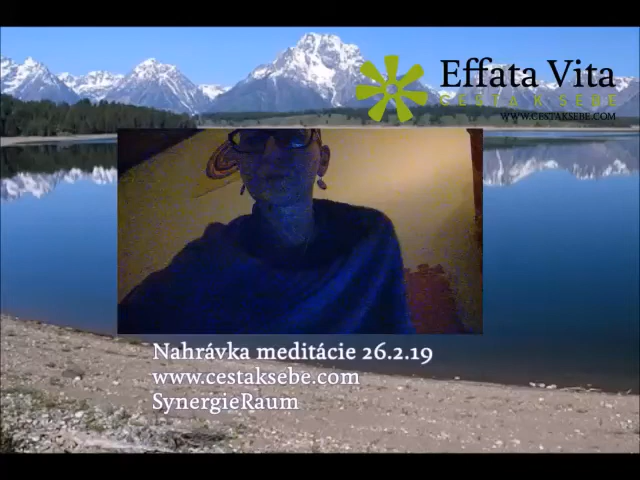 Effata Vita
CESTA K SEBE
WWW.CESTAKSEBE.COM
Nahrávka meditácie 26.2.19
www.cestaksebe.com
SynergieRaum